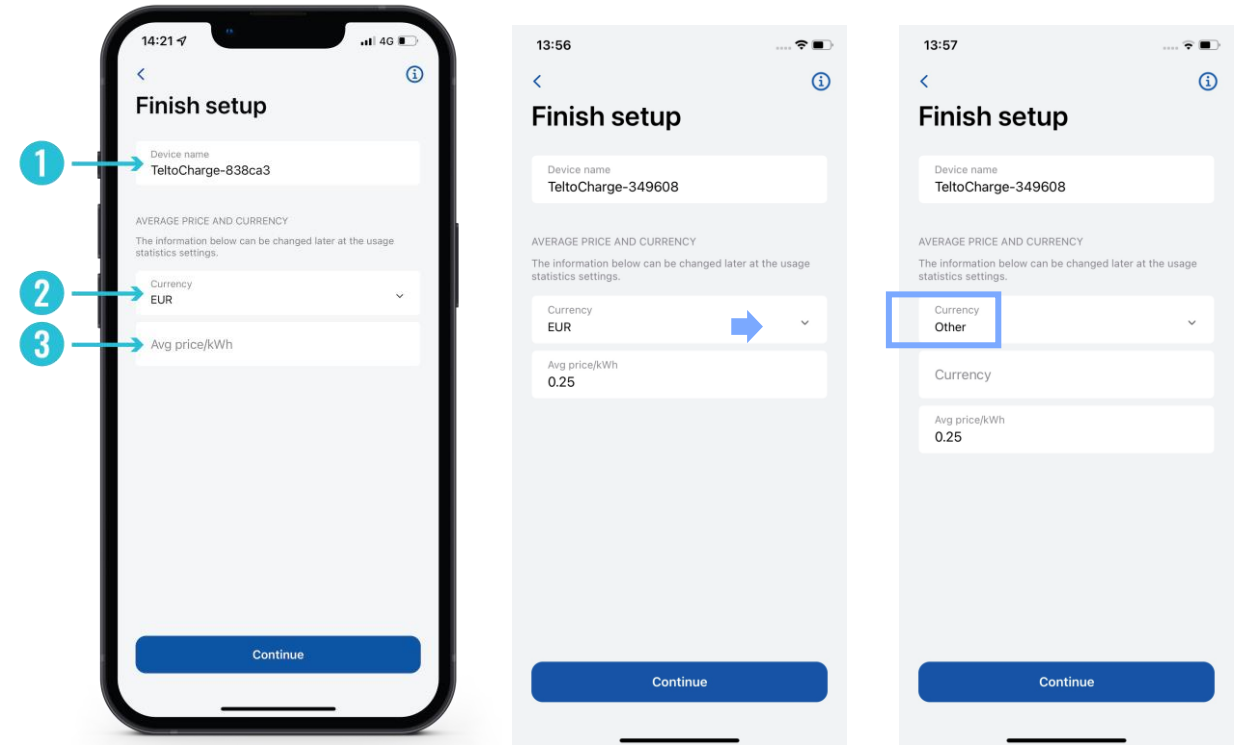 14:21
4G
Finish setup
1
Device name
TeltoCharge-838ca3
AVERAGE PRICE AND CURRENCY
The information below can be changed later at the usage
statistics settings.
2
Currency
EUR
3
Avg price/kWh
Continue
13:56
Finish setup
Device name
TeltoCharge-349608
AVERAGE PRICE AND CURRENCY
The information below can be changed later at the usage
statistics settings.
Currency
EUR
Avg price/kWh
0.25
Continue
13:57
Finish setup
Device name
TeltoCharge-349608
AVERAGE PRICE AND CURRENCY
The information below can be changed later at the usage
statistics settings.
Currency
Other
Currency
Avg price/kWh
0.25
Continue